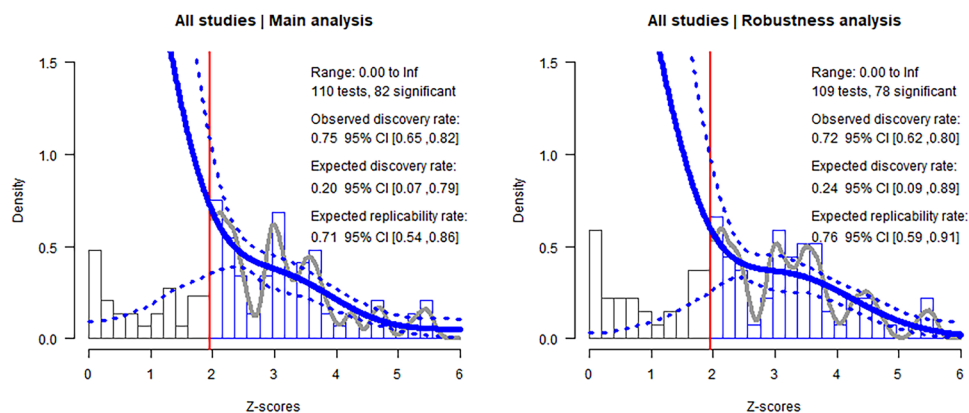 All studies | Main analysis
Range: 0.00 to Inf
110 tests, 82 significant
Observed discovery rate:
0.75 95% CI [0.65 ,0.82]
Expected discovery rate:
0.20 95% CI [0.07 ,0.79]
Expected replicability rate:
0.71 95% CI [0.54 ,0.86]
Density
1.5
1.0
0.5
0.0
0 1 2 3 4 5 6
Z-scores
All studies | Robustness analysis
Range: 0.00 to Inf
109 tests, 78 significant
Observed discovery rate:
0.72 95% CI [0.62 ,0.80]
Expected discovery rate:
0.24 95% CI [0.09 ,0.89]
Expected replicability rate:
0.76 95% CI [0.59 ,0.91]
Density
1.5
1.0
0.5
0.0
0 1 2 3 4 5 6
Z-scores